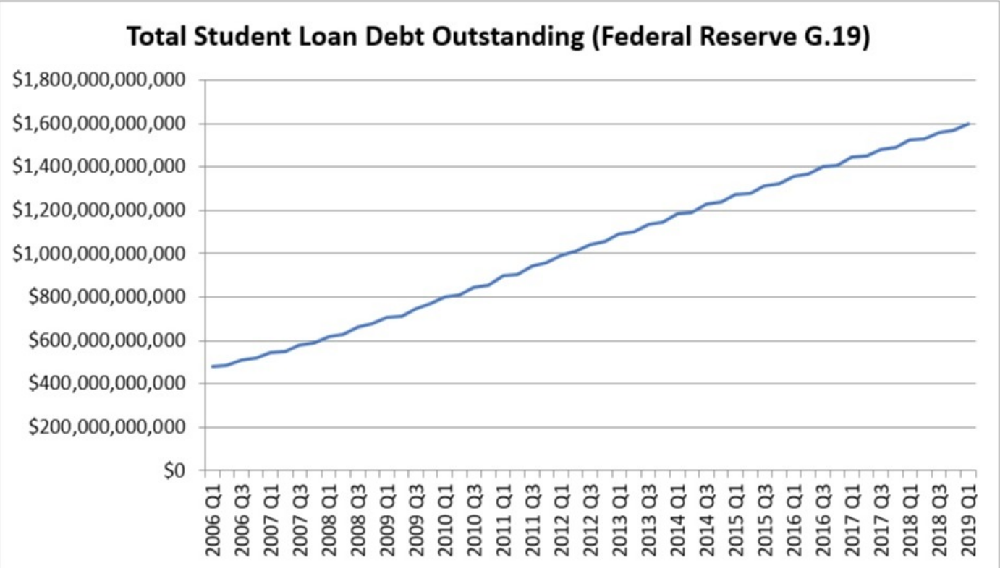 Total Student Loan Debt Outstanding (Federal Reserve G.19)
$1,800,000,000,000
$1,600,000,000,000
$1,400,000,000,000
$1,200,000,000,000
$1,000,000,000,000
$800,000,000,000
$600,000,000,000
$400,000,000,000
$200,000,000,000
$0
2006 Q1
2006 Q3
2007 Q1
2007 Q3
2008 Q1
2008 Q3
2009 Q1
2009 Q3
2010 Q1
2010 Q3
2011 Q1
2011 Q3
2012 Q1
2012 Q3
2013 Q1
2013 Q3
2014 Q1
2014 Q3
2015 Q1
2015 Q3
2016 Q1
2016 Q3
2017 Q1
2017 Q3
2018 Q1
2018 Q3
2019 Q1